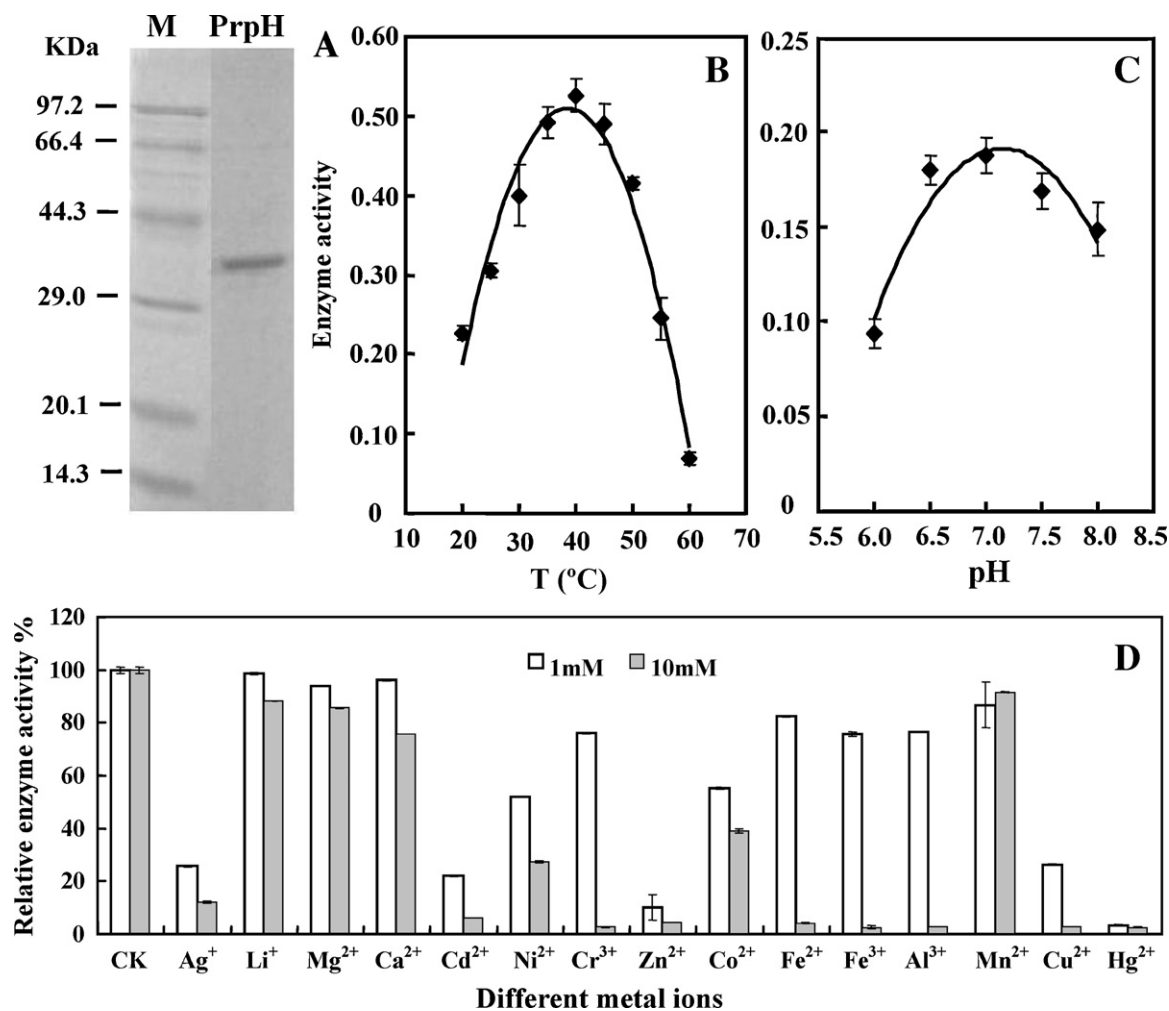 M PrpH
KDa
97.2
66.4
44.3
29.0
20.1
14.3
A
B
Enzyme activity
0.60
0.50
0.40
0.30
0.20
0.10
0
10 20 30 40 50 60 70
T (ºC)
C
0.25
0.20
0.15
0.10
0.05
0
5.5 6.0 6.5 7.0 7.5 8.0 8.5
pH
D
Relative enzyme activity %
120
100
80
60
40
20
0
1mM 10mM
CK Ag⁺ Li⁺ Mg²⁺ Ca²⁺ Cd²⁺ Ni²⁺ Cr³⁺ Zn²⁺ Co²⁺ Fe²⁺ Fe³⁺ Al³⁺ Mn²⁺ Cu²⁺ Hg²⁺
Different metal ions